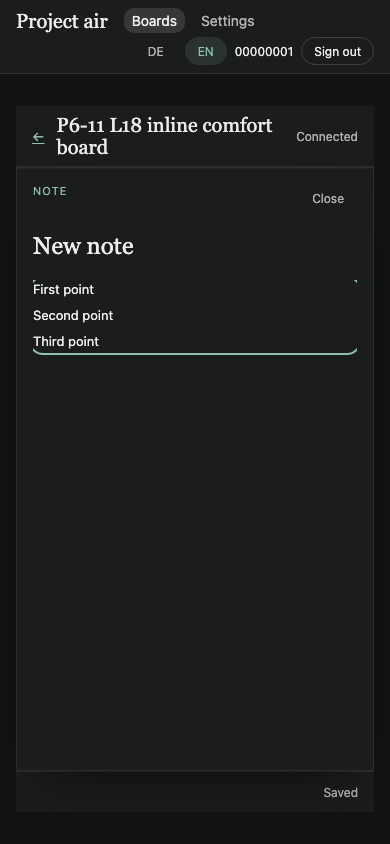 Project air Boards Settings
DE EN 00000001 Sign out
← P6-11 L18 inline comfort board Connected
NOTE
Close
New note
First point
Second point
Third point
Saved